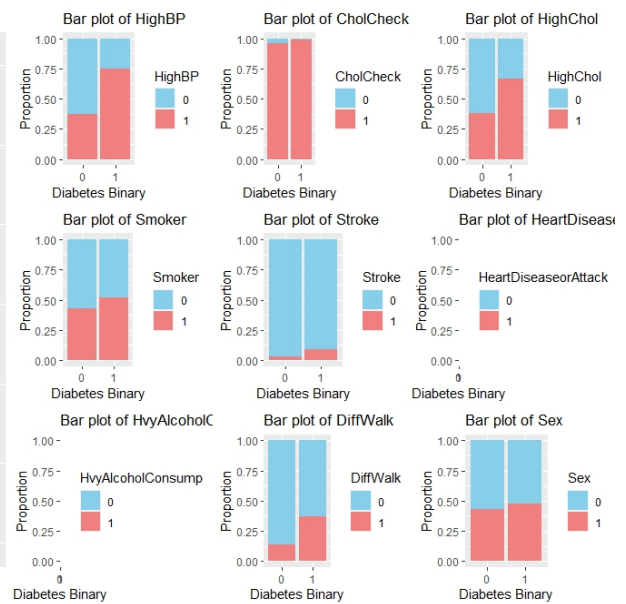 Bar plot of HighBP
1.00
0.75
0.50
0.25
0.00
Proportion
0 1
Diabetes Binary
HighBP
0
1
Bar plot of CholCheck
1.00
0.75
0.50
0.25
0.00
Proportion
0 1
Diabetes Binary
CholCheck
0
1
Bar plot of HighChol
1.00
0.75
0.50
0.25
0.00
Proportion
0 1
Diabetes Binary
HighChol
0
1
Bar plot of Smoker
1.00
0.75
0.50
0.25
0.00
Proportion
0 1
Diabetes Binary
Smoker
0
1
Bar plot of Stroke
1.00
0.75
0.50
0.25
0.00
Proportion
0 1
Diabetes Binary
Stroke
0
1
Bar plot of HeartDisease
1.00
0.75
0.50
0.25
0.00
Proportion
Diabetes Binary
HeartDiseaseorAttack
0
1
Bar plot of HvyAlcoholC
1.00
0.75
0.50
0.25
0.00
Proportion
Diabetes Binary
HvyAlcoholConsump
0
1
Bar plot of DiffWalk
1.00
0.75
0.50
0.25
0.00
Proportion
0 1
Diabetes Binary
DiffWalk
0
1
Bar plot of Sex
1.00
0.75
0.50
0.25
0.00
Proportion
0 1
Diabetes Binary
Sex
0
1